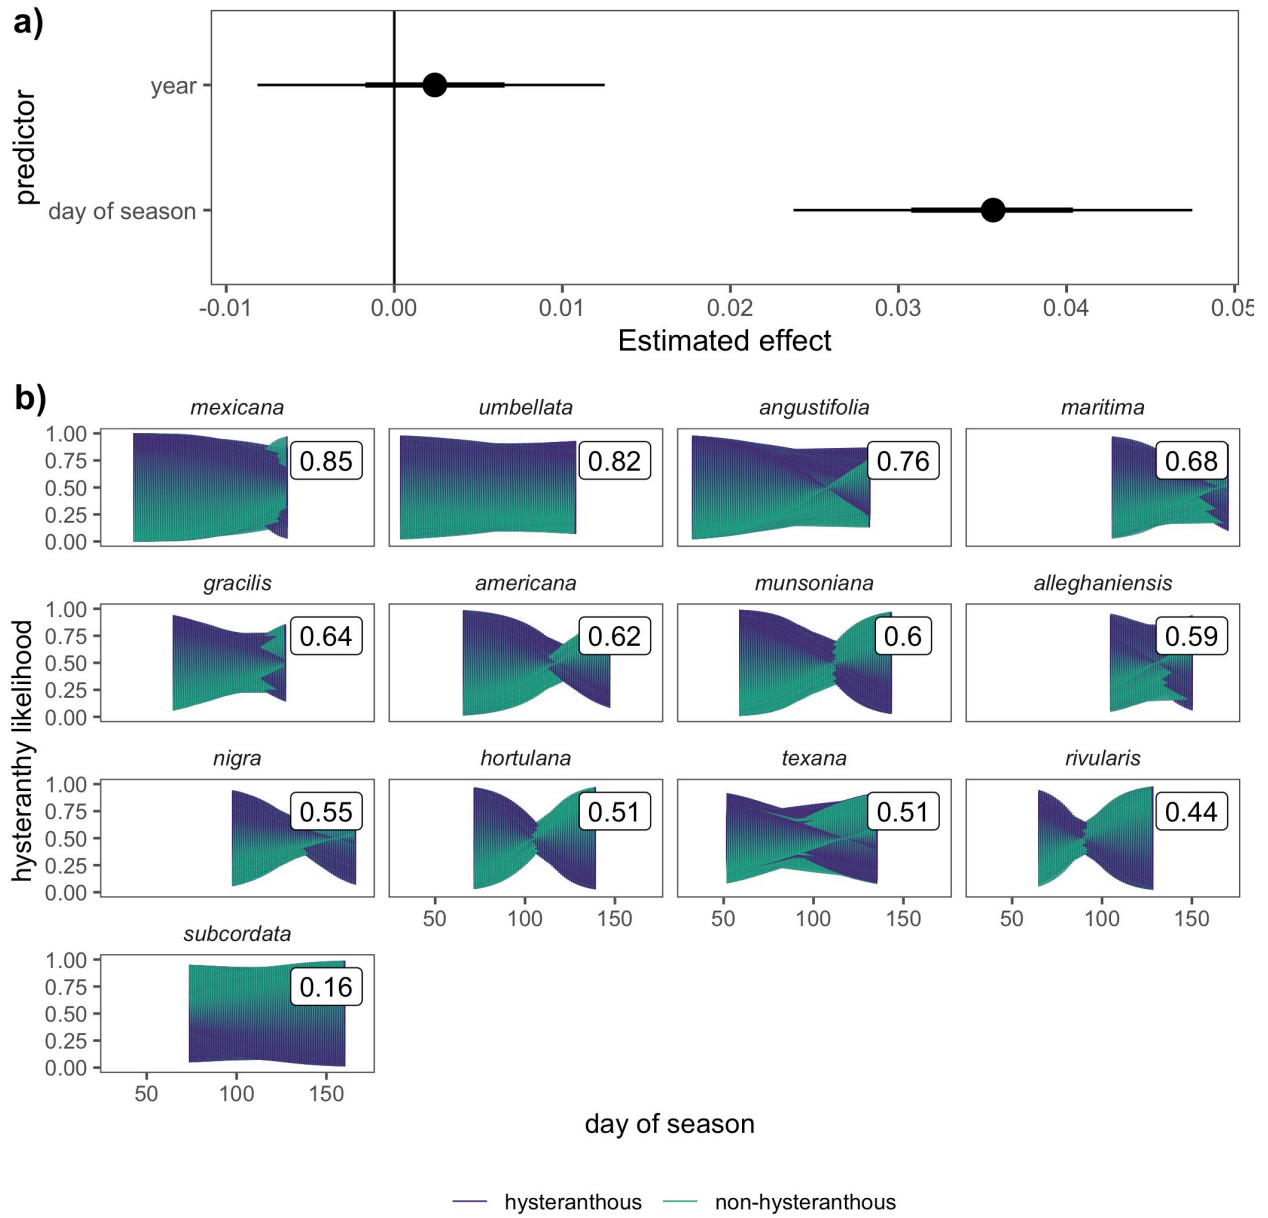 a)
predictor
year
day of season
-0.01 0.00 0.01 0.02 0.03 0.04 0.05
Estimated effect
b)
hysteranthy likelihood
mexicana umbellata angustifolia maritima
1.00
0.75
0.50
0.25
0.00
0.85 0.82 0.76 0.68
gracilis americana munsoniana alleghaniensis
1.00
0.75
0.50
0.25
0.00
0.64 0.62 0.6 0.59
nigra hortulana texana rivularis
1.00
0.75
0.50
0.25
0.00
0.55 0.51 0.51 0.44
50 100 150 50 100 150 50 100 150
subcordata
1.00
0.75
0.50
0.25
0.00
0.16
50 100 150
day of season
hysteranthous non-hysteranthous